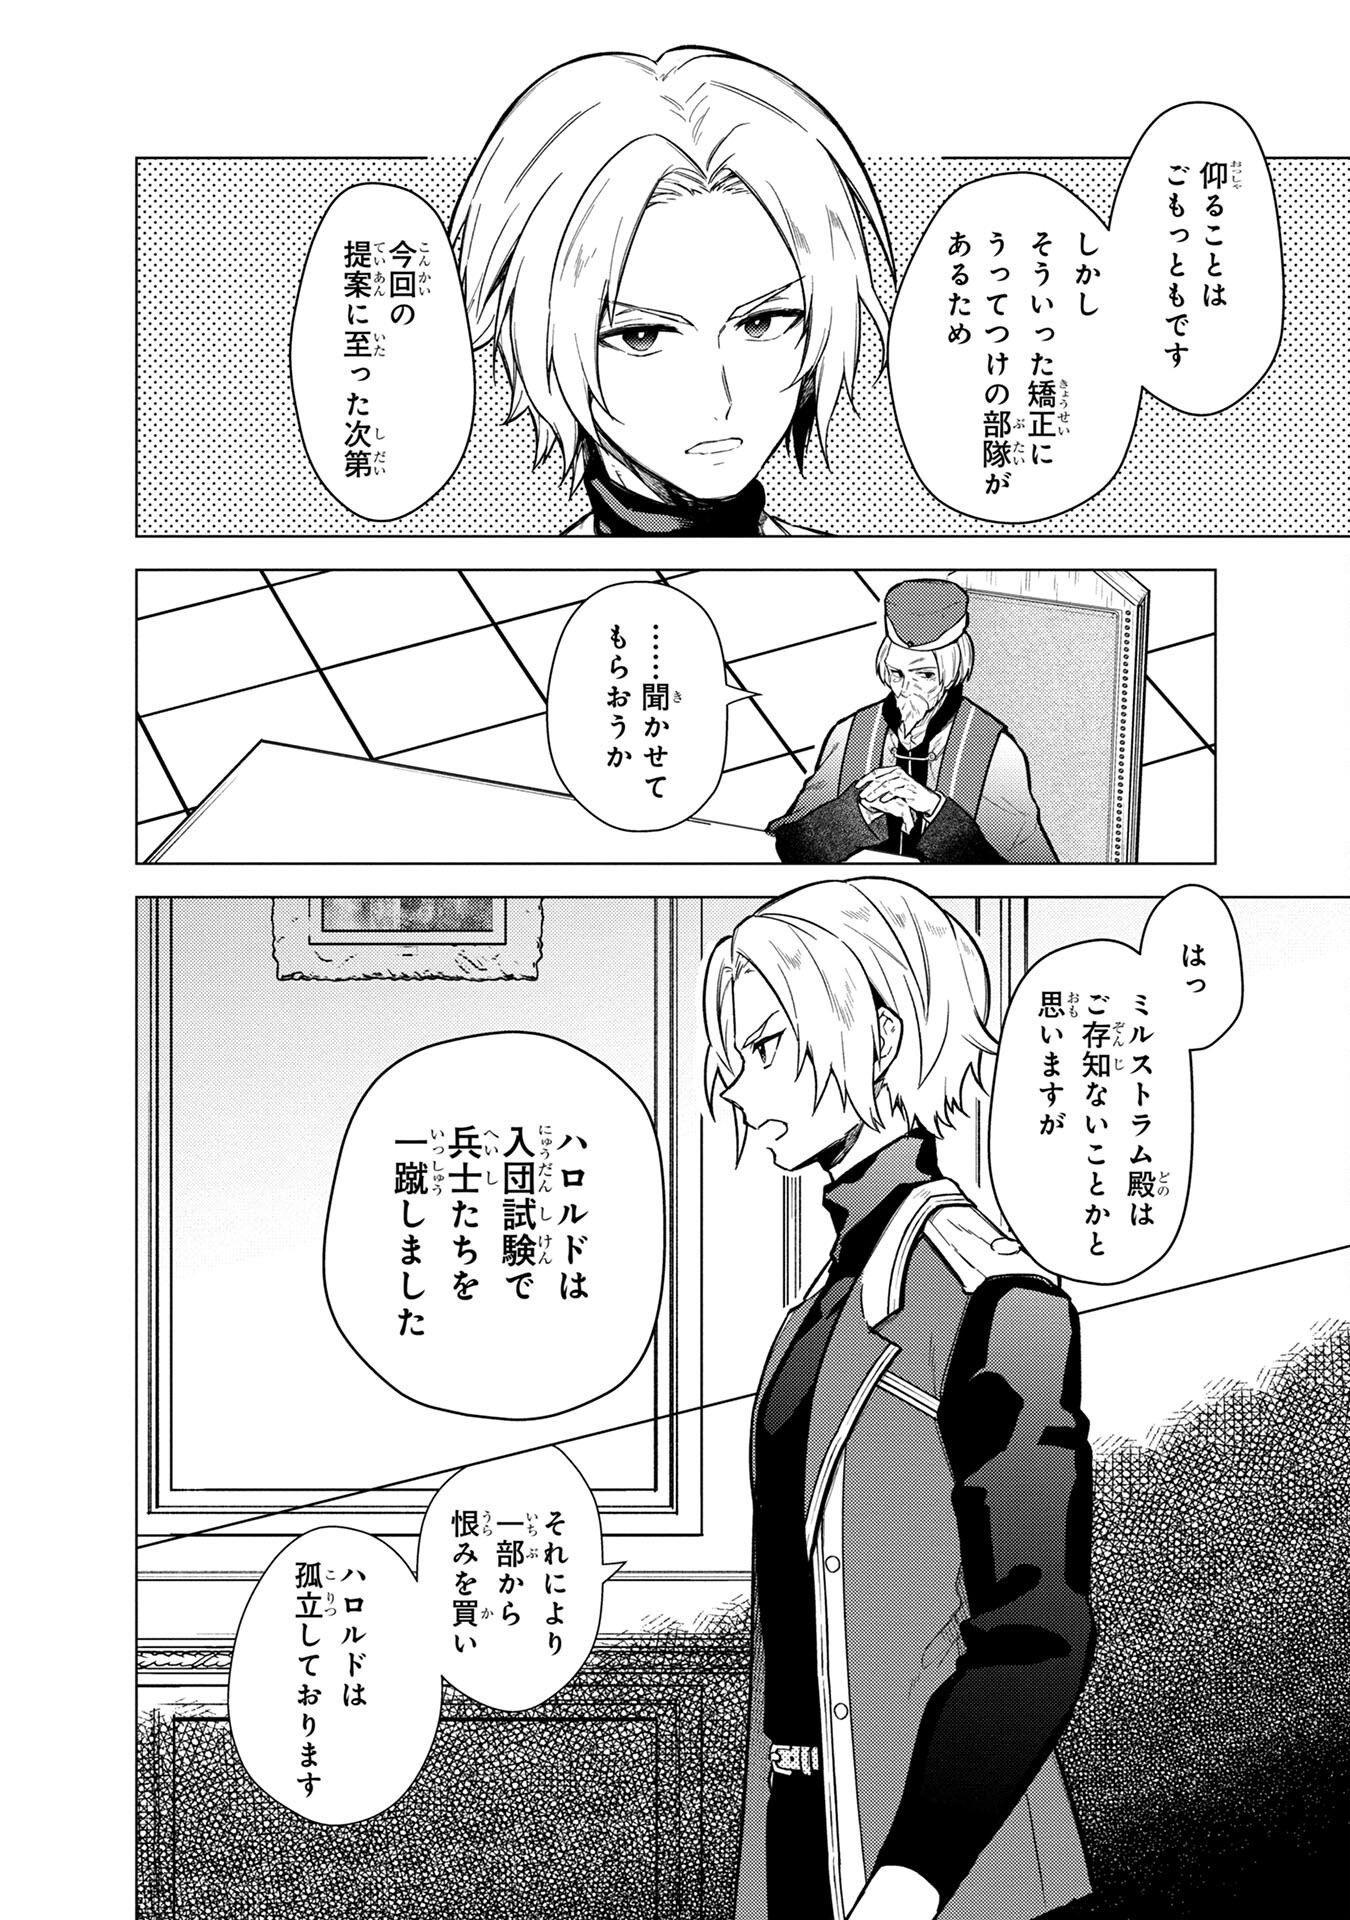 仰ることは
ごもっともです
しかし
そういった矯正に
うってつけの部隊が
あるため
今回の
提案に至った次第
……聞かせて
もらおうか
はっ
ミルストラム殿は
ご存知ないことかと
思いますが
ハロルドは
入団試験で
兵士たちを
一蹴しました
それにより
一部から
恨みを買い
ハロルドは
孤立しております